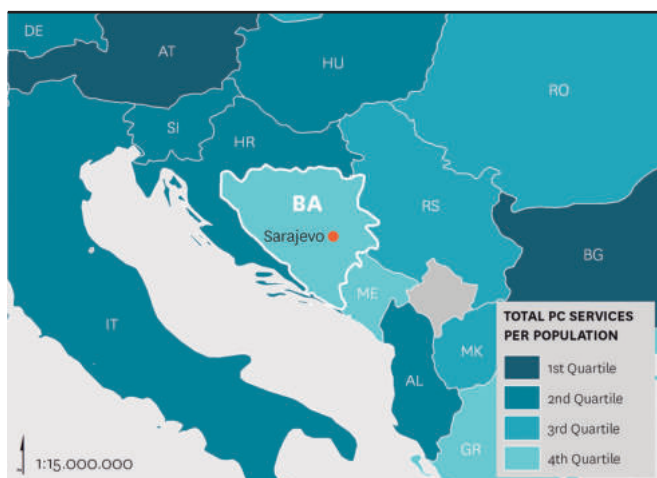 DE
AT
HU
RO
SI
HR
BA
Sarajevo
RS
BG
ME
IT
AL
MK
GR
TOTAL PC SERVICES
PER POPULATION
1st Quartile
2nd Quartile
3rd Quartile
4th Quartile
1:15.000.000